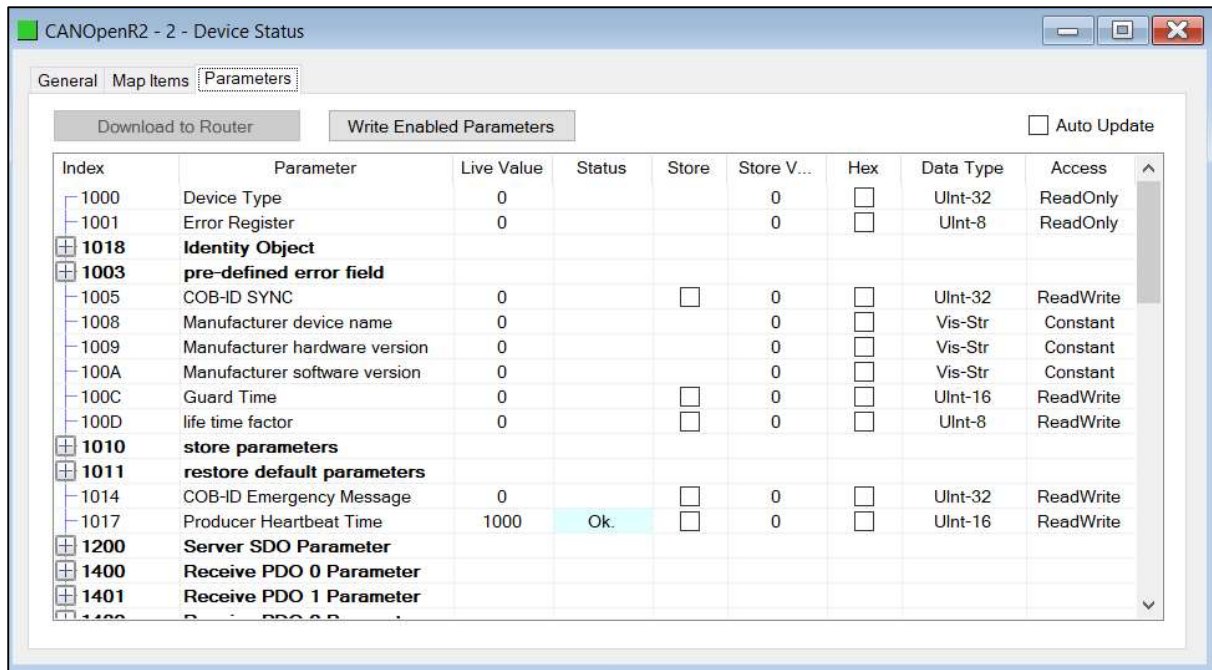 CANOpenR2 - 2 - Device Status
General Map Items Parameters
Download to Router Write Enabled Parameters Auto Update
Index Parameter Live Value Status Store Store V... Hex Data Type Access
1000 Device Type 0 0 UInt-32 ReadOnly
1001 Error Register 0 0 UInt-8 ReadOnly
1018 Identity Object
1003 pre-defined error field
1005 COB-ID SYNC 0 0 UInt-32 ReadWrite
1008 Manufacturer device name 0 0 Vis-Str Constant
1009 Manufacturer hardware version 0 0 Vis-Str Constant
100A Manufacturer software version 0 0 Vis-Str Constant
100C Guard Time 0 0 UInt-16 ReadWrite
100D life time factor 0 0 UInt-8 ReadWrite
1010 store parameters
1011 restore default parameters
1014 COB-ID Emergency Message 0 0 UInt-32 ReadWrite
1017 Producer Heartbeat Time 1000 Ok. 0 UInt-16 ReadWrite
1200 Server SDO Parameter
1400 Receive PDO 0 Parameter
1401 Receive PDO 1 Parameter